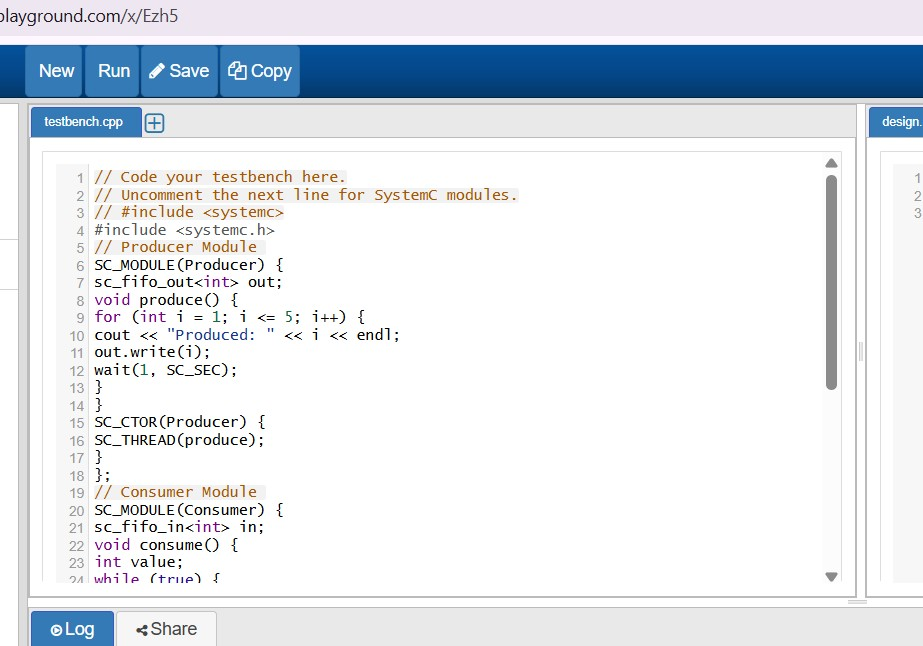 playground.com/x/Ezh5
New Run Save Copy
testbench.cpp
design.
1 // Code your testbench here.
2 // Uncomment the next line for SystemC modules.
3 // #include <systemc>
4 #include <systemc.h>
5 // Producer Module
6 SC_MODULE(Producer) {
7 sc_fifo_out<int> out;
8 void produce() {
9 for (int i = 1; i <= 5; i++) {
10 cout << "Produced: " << i << endl;
11 out.write(i);
12 wait(1, SC_SEC);
13 }
14 }
15 SC_CTOR(Producer) {
16 SC_THREAD(produce);
17 }
18 };
19 // Consumer Module
20 SC_MODULE(Consumer) {
21 sc_fifo_in<int> in;
22 void consume() {
23 int value;
24 while (true) {
1
2
3
Log Share